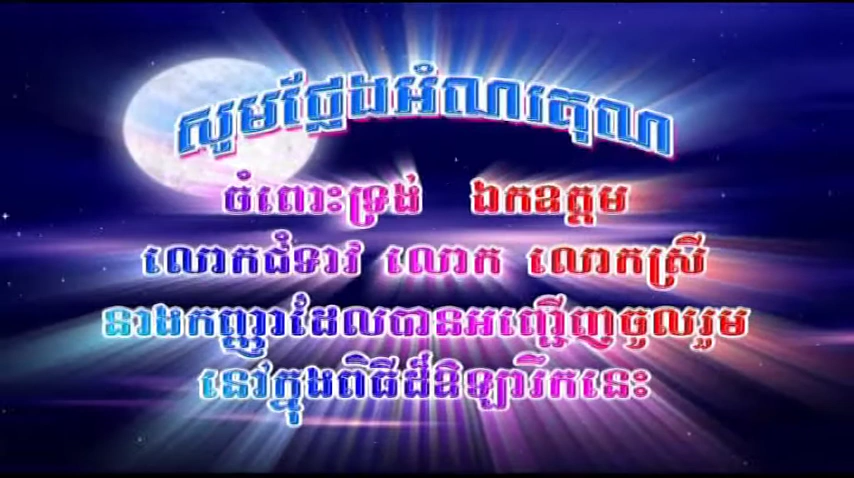 សូមថ្លែងអំណរគុណ
ចំពោះទ្រង់ ឯកឧត្តម
លោកជំទាវ លោក លោកស្រី
នាងកញ្ញាដែលបានអញ្ជើញចូលរួម
នៅក្នុងពិធីដ៏ឱឡារឹកនេះ